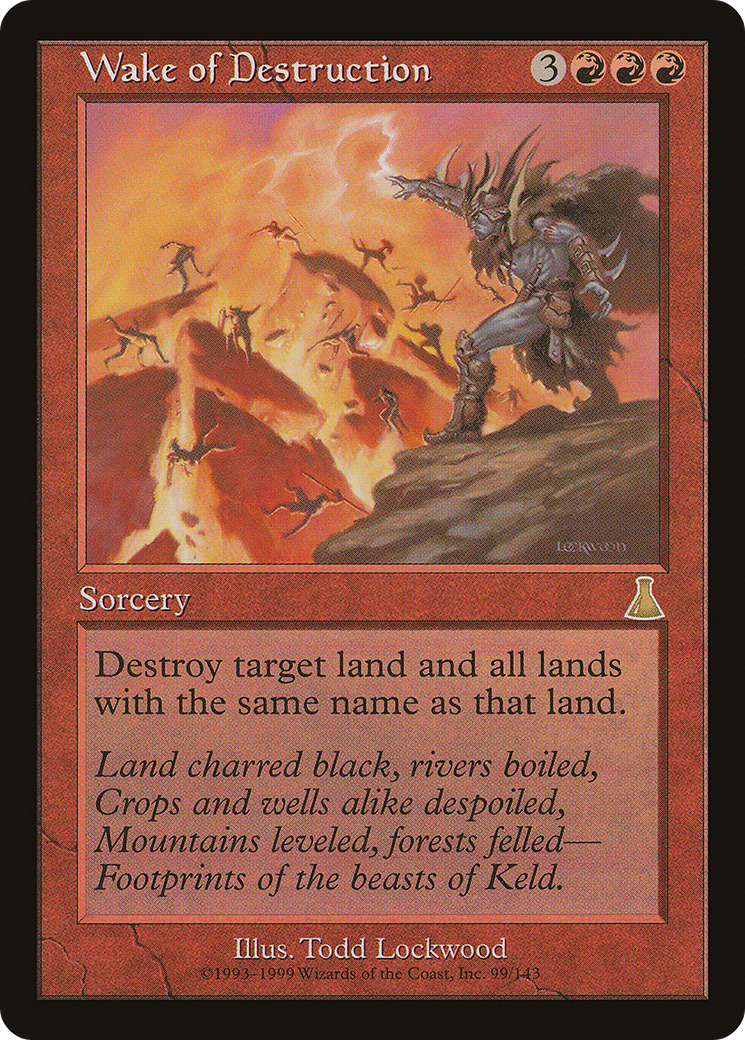 Wake of Destruction 3
LOCKWOOD
Sorcery
Destroy target land and all lands
with the same name as that land.
Land charred black, rivers boiled,
Crops and wells alike despoiled,
Mountains leveled, forests felled—
Footprints of the beasts of Keld.
Illus. Todd Lockwood
©1993–1999 Wizards of the Coast, Inc. 99/143